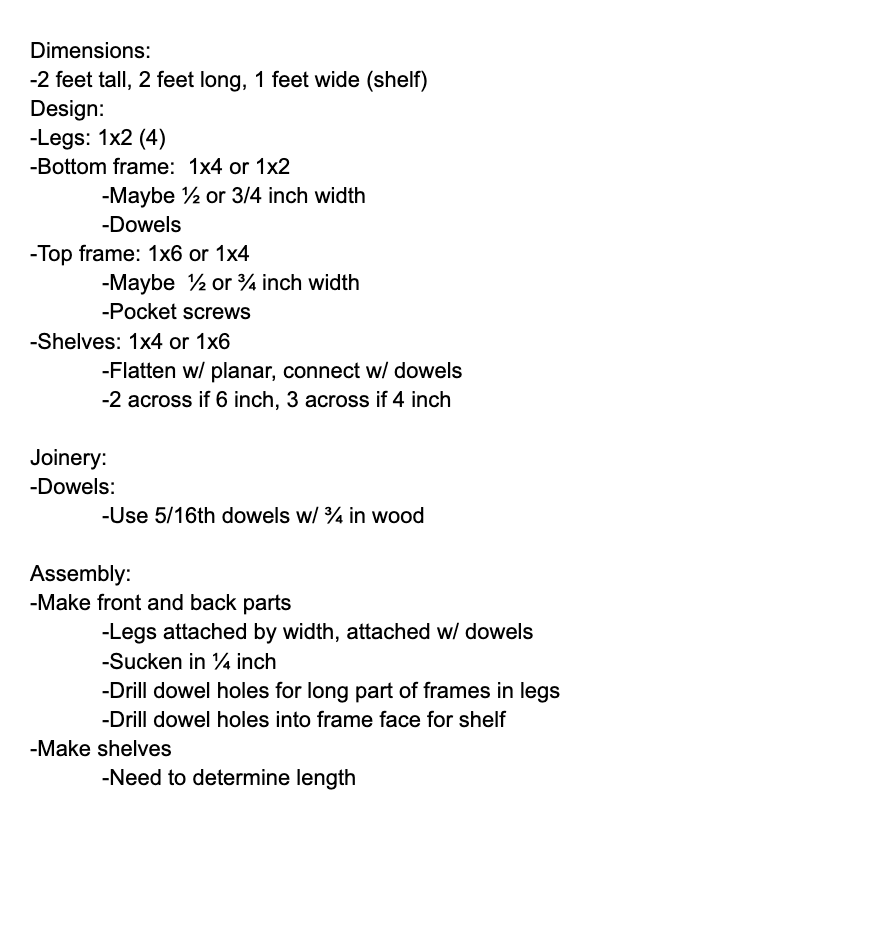 Dimensions:
-2 feet tall, 2 feet long, 1 feet wide (shelf)
Design:
-Legs: 1x2 (4)
-Bottom frame:  1x4 or 1x2
-Maybe ½ or 3/4 inch width
-Dowels
-Top frame: 1x6 or 1x4
-Maybe  ½ or ¾ inch width
-Pocket screws
-Shelves: 1x4 or 1x6
-Flatten w/ planar, connect w/ dowels
-2 across if 6 inch, 3 across if 4 inch
Joinery:
-Dowels:
-Use 5/16th dowels w/ ¾ in wood
Assembly:
-Make front and back parts
-Legs attached by width, attached w/ dowels
-Sucken in ¼ inch
-Drill dowel holes for long part of frames in legs
-Drill dowel holes into frame face for shelf
-Make shelves
-Need to determine length